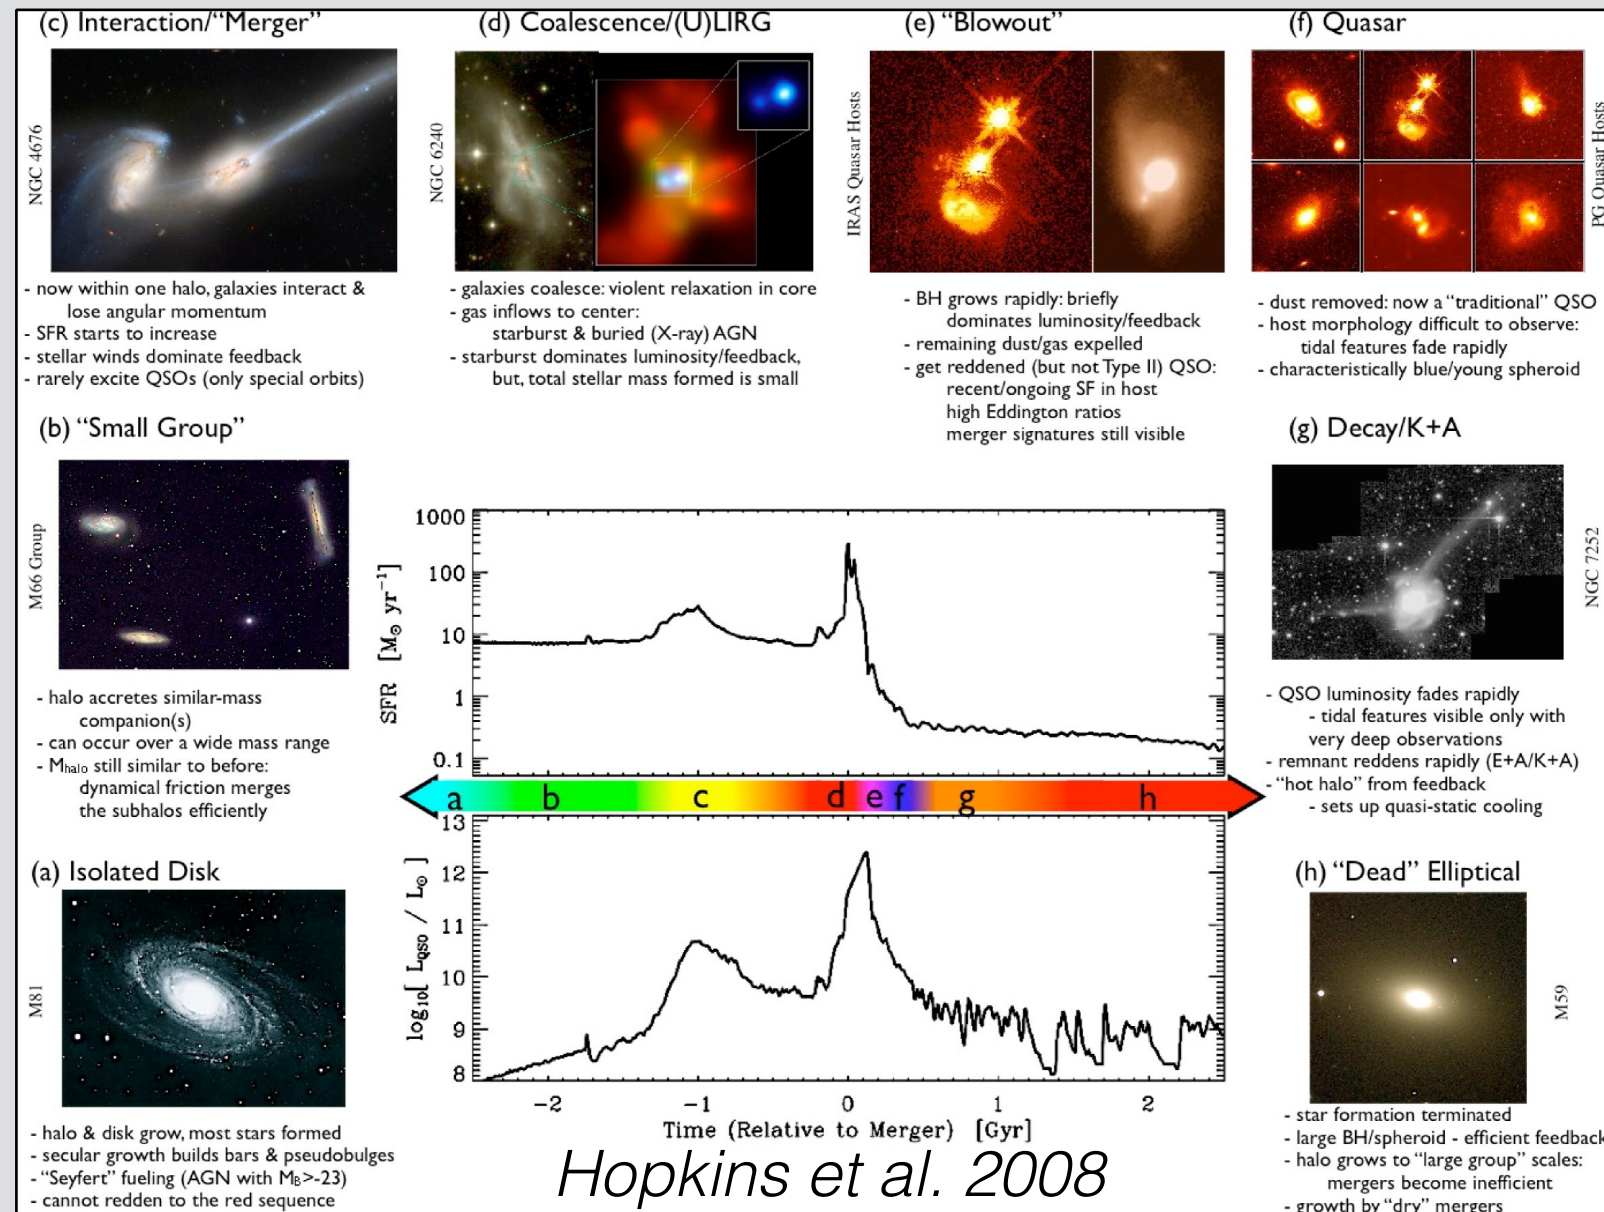 (c) Interaction/“Merger”
NGC 4676
- now within one halo, galaxies interact &
lose angular momentum
- SFR starts to increase
- stellar winds dominate feedback
- rarely excite QSOs (only special orbits)
(d) Coalescence/(U)LIRG
NGC 6240
- galaxies coalesce: violent relaxation in core
- gas inflows to center:
starburst & buried (X-ray) AGN
- starburst dominates luminosity/feedback,
but, total stellar mass formed is small
(e) “Blowout”
IRAS Quasar Hosts
- BH grows rapidly: briefly
dominates luminosity/feedback
- remaining dust/gas expelled
- get reddened (but not Type II) QSO:
recent/ongoing SF in host
high Eddington ratios
merger signatures still visible
(f) Quasar
PG Quasar Hosts
- dust removed: now a “traditional” QSO
- host morphology difficult to observe:
tidal features fade rapidly
- characteristically blue/young spheroid
(b) “Small Group”
M66 Group
- halo accretes similar-mass
companion(s)
- can occur over a wide mass range
- Mhalo still similar to before:
dynamical friction merges
the subhalos efficiently
(g) Decay/K+A
NGC 7252
- QSO luminosity fades rapidly
- tidal features visible only with
very deep observations
- remnant reddens rapidly (E+A/K+A)
- “hot halo” from feedback
- sets up quasi-static cooling
(a) Isolated Disk
M81
- halo & disk grow, most stars formed
- secular growth builds bars & pseudobulges
- “Seyfert” fueling (AGN with MB>-23)
- cannot redden to the red sequence
(h) “Dead” Elliptical
M59
- star formation terminated
- large BH/spheroid - efficient feedback
- halo grows to “large group” scales:
mergers become inefficient
- growth by “dry” mergers
SFR [M⊙ yr⁻¹]
1000
100
10
1
0.1
a b c d e f g h
log₁₀[ LQSO / L⊙ ]
13
12
11
10
9
8
-2 -1 0 1 2
Time (Relative to Merger) [Gyr]
Hopkins et al. 2008